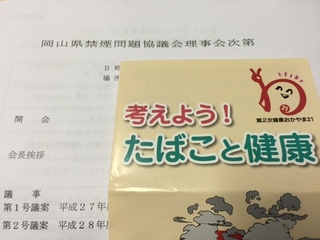 岡山県禁煙問題協議会理事会次第
日
場所
開 会
会長挨拶
議 事
第1号議案 平成27年度
第2号議案 平成28年度
第2次健康おかやま21
考えよう!
たばこと健康